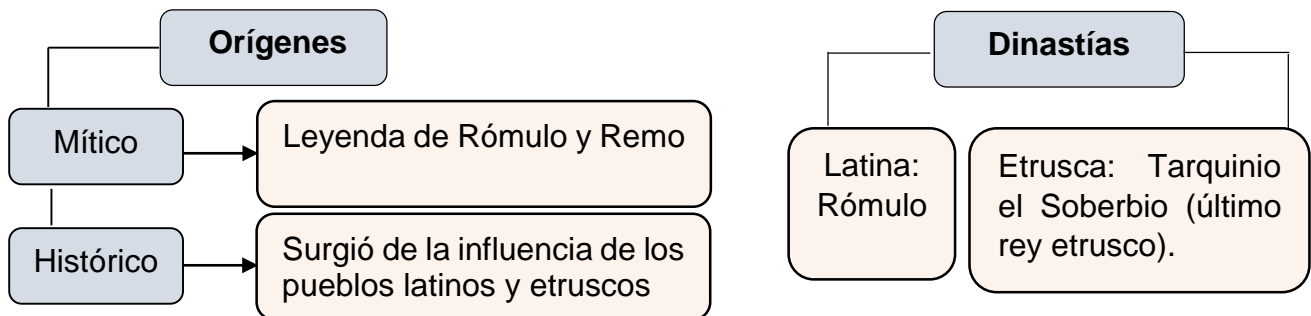 Orígenes
Mítico
Leyenda de Rómulo y Remo
Histórico
Surgió de la influencia de los
pueblos latinos y etruscos
Dinastías
Latina:
Rómulo
Etrusca: Tarquinio
el Soberbio (último
rey etrusco).